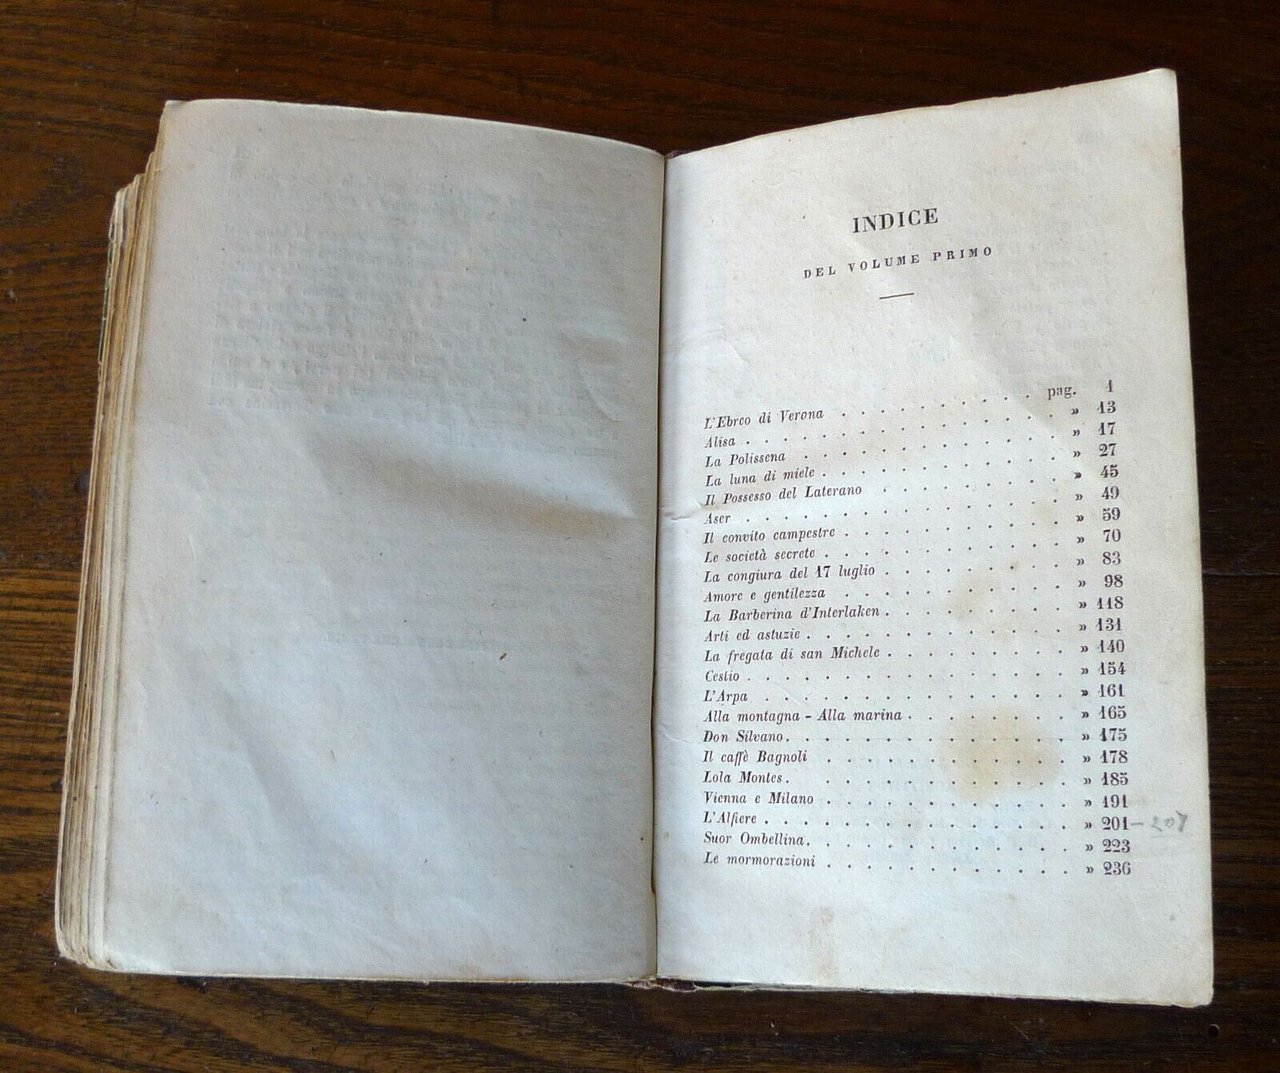 INDICE
DEL VOLUME PRIMO
L'Ebreo di Verona . . . . . . . . . . pag. 1
Alisa . . . . . . . . . . . . . . . . . » 13
La Polissena . . . . . . . . . . . . . . » 17
La luna di miele . . . . . . . . . . . . . » 27
Il Possesso del Laterano . . . . . . . . . . » 45
Aser . . . . . . . . . . . . . . . . . » 49
Il convito campestre . . . . . . . . . . . . » 59
Le società secrete . . . . . . . . . . . . . » 70
La congiura del 17 luglio . . . . . . . . . . » 83
Amore e gentilezza . . . . . . . . . . . . » 98
La Barberina d'Interlaken . . . . . . . . . . » 118
Arti ed astuzie . . . . . . . . . . . . . . » 131
La fregata di san Michele . . . . . . . . . . » 140
Cestio . . . . . . . . . . . . . . . . . » 154
L'Arpa . . . . . . . . . . . . . . . . » 161
Alla montagna - Alla marina . . . . . . . . . » 165
Don Silvano . . . . . . . . . . . . . . . » 175
Il caffè Bagnoli . . . . . . . . . . . . . » 178
Lola Montes . . . . . . . . . . . . . . . » 185
Vienna e Milano . . . . . . . . . . . . . » 191
L'Alfiere . . . . . . . . . . . . . . . . » 201 - 207
Suor Ombellina . . . . . . . . . . . . . . » 223
Le mormorazioni . . . . . . . . . . . . . » 236